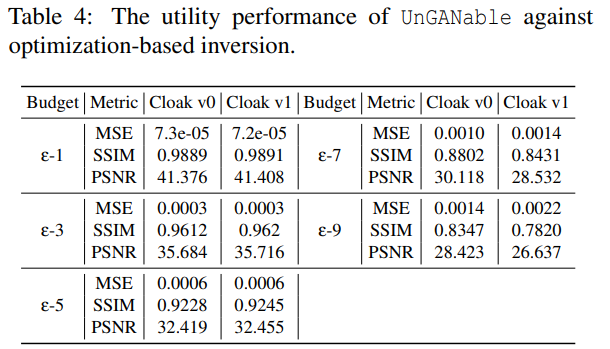 Table 4: The utility performance of UnGANable against
optimization-based inversion.
Budget Metric Cloak v0 Cloak v1 Budget Metric Cloak v0 Cloak v1
MSE 7.3e-05 7.2e-05 MSE 0.0010 0.0014
ε-1 SSIM 0.9889 0.9891 ε-7 SSIM 0.8802 0.8431
PSNR 41.376 41.408 PSNR 30.118 28.532
MSE 0.0003 0.0003 MSE 0.0014 0.0022
ε-3 SSIM 0.9612 0.962 ε-9 SSIM 0.8347 0.7820
PSNR 35.684 35.716 PSNR 28.423 26.637
MSE 0.0006 0.0006
ε-5 SSIM 0.9228 0.9245
PSNR 32.419 32.455